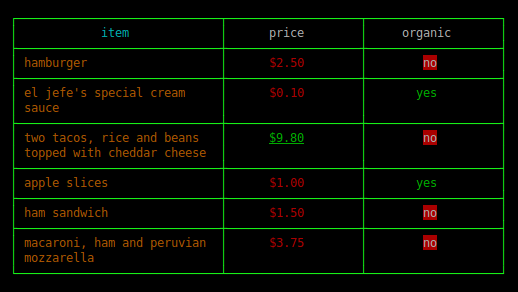 item price organic
hamburger $2.50 no
el jefe's special cream $0.10 yes
sauce
two tacos, rice and beans $9.80 no
topped with cheddar cheese
apple slices $1.00 yes
ham sandwich $1.50 no
macaroni, ham and peruvian $3.75 no
mozzarella